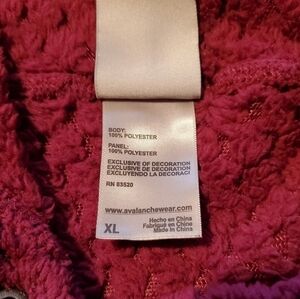 BODY:
100% POLYESTER
PANEL:
100% POLYESTER
EXCLUSIVE OF DECORATION
EXCLUSIVE DE DECORATION
EXCLUYENDO LA DECORACI
RN 83520
www.avalanchewear.com
XL
Hecho en China
Fabriqué en Chine
Made in China